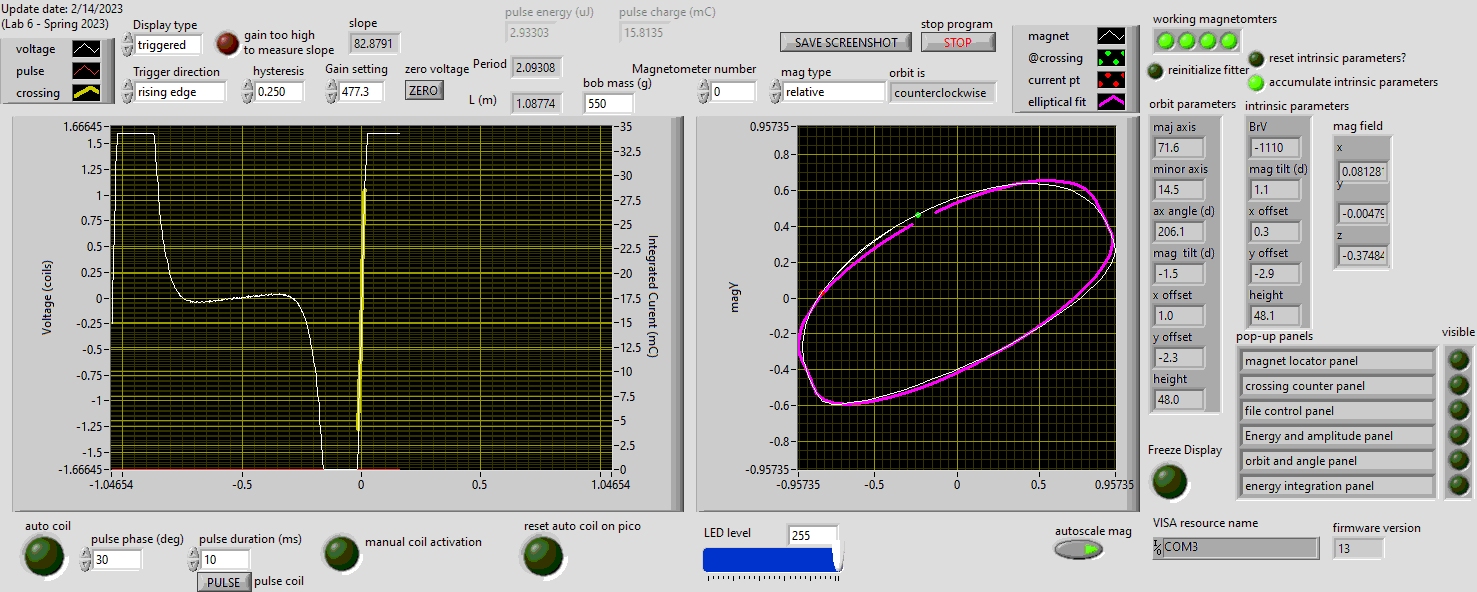 Update date: 2/14/2023
(Lab 6 - Spring 2023)
voltage
pulse
crossing
Display type
triggered
gain too high
to measure slope
slope
82.8791
pulse energy (uJ)
2.93303
pulse charge (mC)
15.8135
Trigger direction
rising edge
hysteresis
0.250
Gain setting
477.3
zero voltage
ZERO
Period
2.09308
L (m)
1.08774
bob mass (g)
550
SAVE SCREENSHOT
stop program
STOP
Magnetometer number
0
mag type
relative
orbit is
counterclockwise
magnet
@crossing
current pt
elliptical fit
working magnetomters
reinitialize fitter
reset intrinsic parameters?
accumulate intrinsic parameters
orbit parameters
maj axis
71.6
minor axis
14.5
ax angle (d)
206.1
mag tilt (d)
-1.5
x offset
1.0
y offset
-2.3
height
48.0
intrinsic parameters
BrV
-1110
mag tilt (d)
1.1
x offset
0.3
y offset
-2.9
height
48.1
mag field
x
0.08128
y
-0.00479
z
-0.37484
Voltage (coils)
1.66645
1.5
1.25
1
0.75
0.5
0.25
0
-0.25
-0.5
-0.75
-1
-1.25
-1.5
-1.66645
-1.04654
-0.5
0
0.5
1.04654
35
32.5
30
27.5
25
22.5
20
17.5
15
12.5
10
7.5
5
2.5
0
Integrated Curent (mC)
magY
0.95735
0.8
0.6
0.4
0.2
0
-0.2
-0.4
-0.6
-0.8
-0.95735
-0.95735
-0.5
0
0.5
0.95735
pop-up panels
visible
magnet locator panel
crossing counter panel
file control panel
Energy and amplitude panel
orbit and angle panel
energy integration panel
Freeze Display
auto coil
pulse phase (deg)
30
pulse duration (ms)
10
PULSE
pulse coil
manual coil activation
reset auto coil on pico
LED level
255
autoscale mag
VISA resource name
COM3
firmware version
13